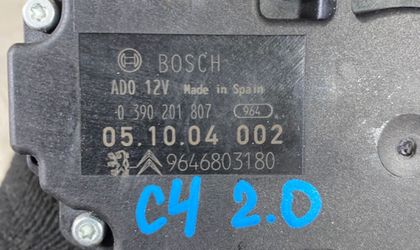 BOSCH
ADO 12V Made in Spain
0 390 201 807 964
05.10.04 002
9646803180
C4 2.0